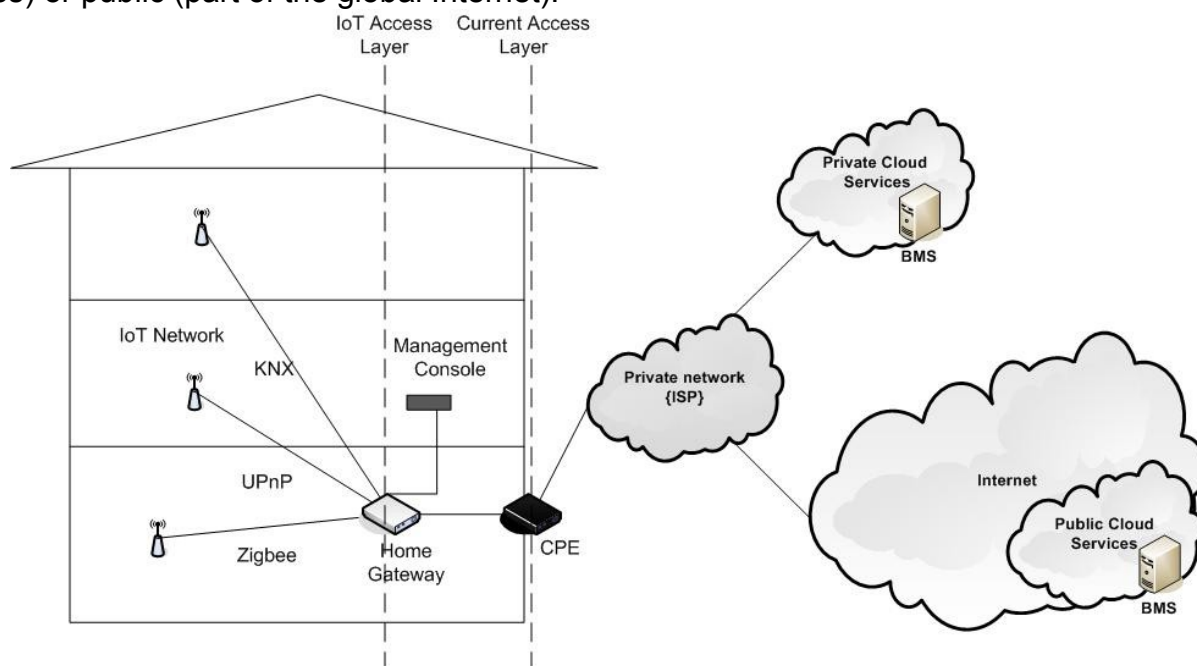 s) or public (part of the global Internet).
IoT Access
Layer
Current Access
Layer
Private Cloud
Services
BMS
IoT Network
KNX
Management
Console
Private network
{ISP}
UPnP
Internet
Public Cloud
Services
BMS
Zigbee
Home
Gateway
CPE